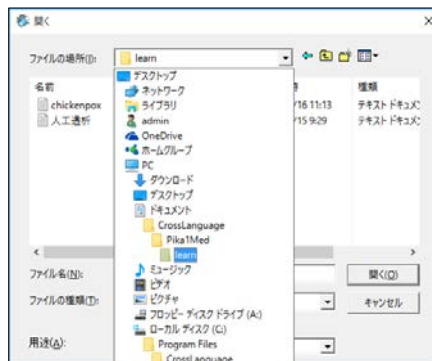 開く
ファイルの場所(I):
learn
名前
種類
chickenpox
/16 11:13
テキスト ドキュメン
人工透析
/15 9:29
テキスト ドキュメン
デスクトップ
ネットワーク
ライブラリ
admin
OneDrive
ホームグループ
PC
ダウンロード
デスクトップ
ドキュメント
CrossLanguage
Pika1Med
learn
ミュージック
ビデオ
ピクチャ
フロッピー ディスク ドライブ (A:)
ローカル ディスク (C:)
Program Files
CrossLanguage
ファイル名(N):
開く(O)
ファイルの種類(T):
キャンセル
用途(A):